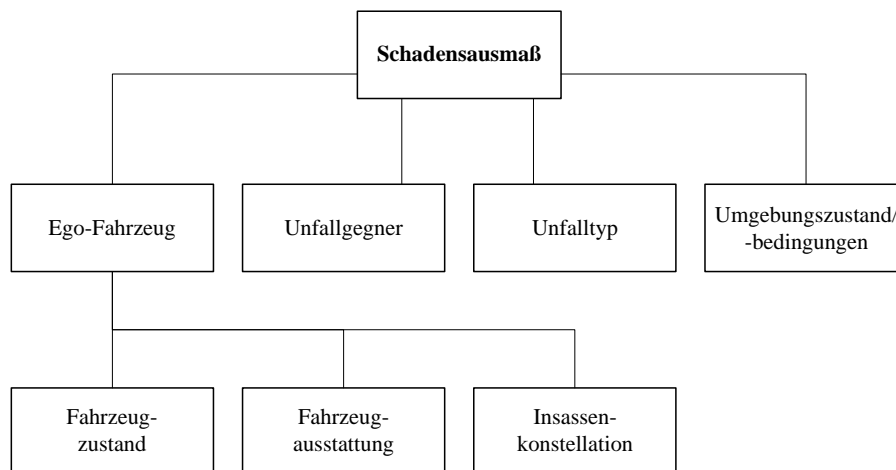 Schadensausmaß
Ego-Fahrzeug
Unfallgegner
Unfalltyp
Umgebungszustand/
-bedingungen
Fahrzeug-
zustand
Fahrzeug-
ausstattung
Insassen-
konstellation